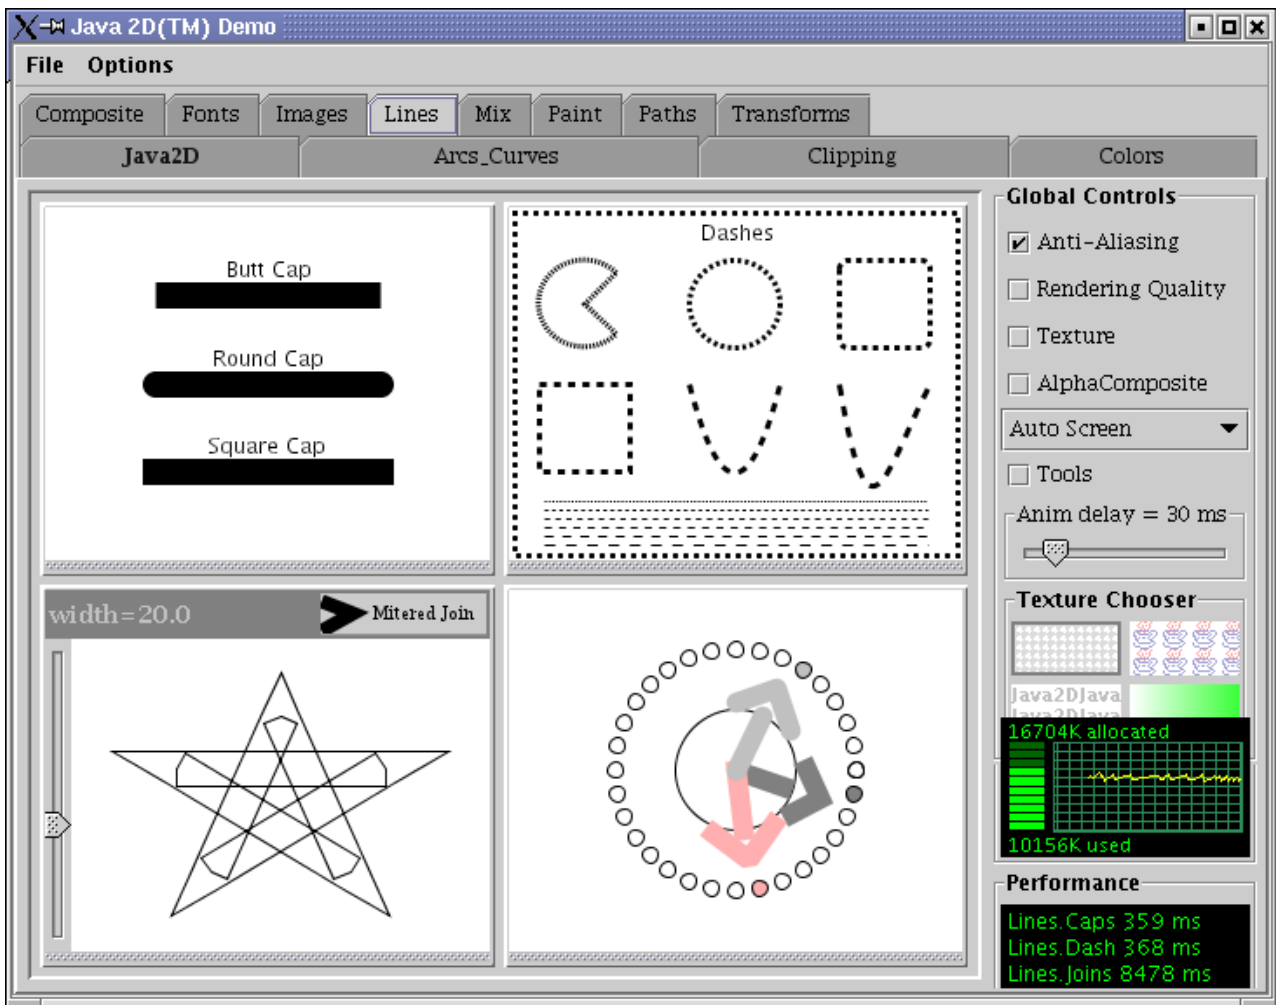 Java 2D(TM) Demo
File Options
Composite Fonts Images Lines Mix Paint Paths Transforms
Java2D Arcs_Curves Clipping Colors
Butt Cap
Round Cap
Square Cap
Dashes
width=20.0
Mitered Join
Global Controls
Anti-Aliasing
Rendering Quality
Texture
AlphaComposite
Auto Screen
Tools
Anim delay = 30 ms
Texture Chooser
Java2DJava
Java2DJava
16704K allocated
10156K used
Performance
Lines.Caps 359 ms
Lines.Dash 368 ms
Lines.Joins 8478 ms